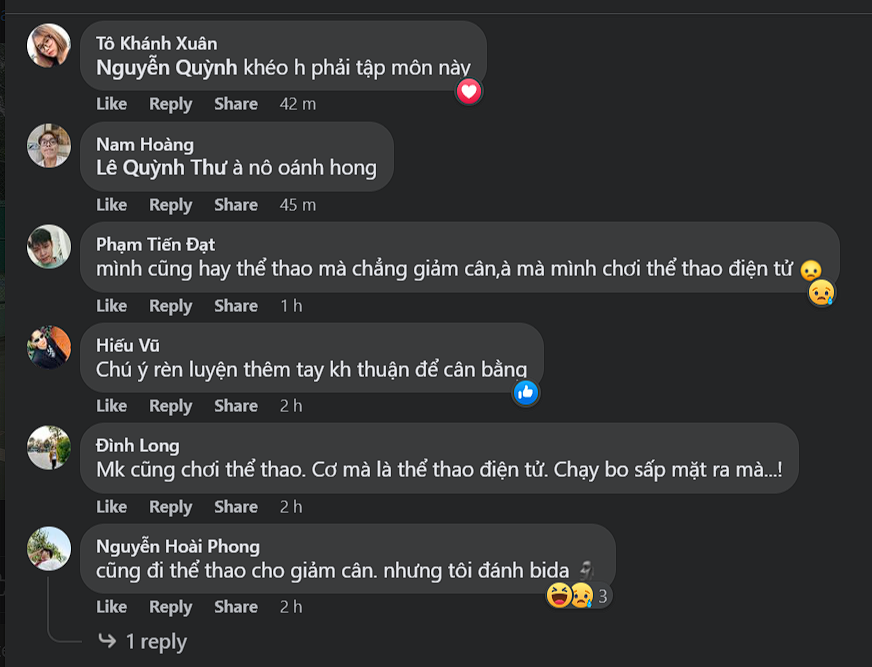 Tô Khánh Xuân
Nguyễn Quỳnh khéo h phải tập môn này
Like Reply Share 42 m
Nam Hoàng
Lê Quỳnh Thư à nô oánh hong
Like Reply Share 45 m
Phạm Tiến Đạt
mình cũng hay thể thao mà chẳng giảm cân,à mà mình chơi thể thao điện tử 😥
Like Reply Share 1 h
Hiếu Vũ
Chú ý rèn luyện thêm tay kh thuận để cân bằng
Like Reply Share 2 h
Đình Long
Mk cũng chơi thể thao. Cơ mà là thể thao điện tử. Chạy bo sấp mặt ra mà...!
Like Reply Share 2 h
Nguyễn Hoài Phong
cũng đi thể thao cho giảm cân. nhưng tôi đánh bida
3
Like Reply Share 2 h
1 reply